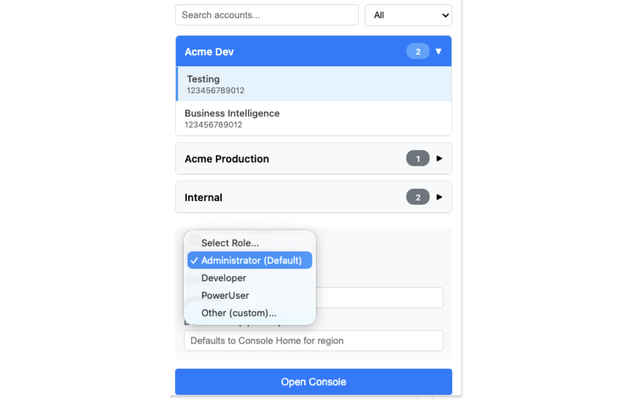 Search accounts...
All
Acme Dev 2 ▼
Testing
123456789012
Business Intelligence
123456789012
Acme Production 1 ►
Internal 2 ►
Select Role...
✓ Administrator (Default)
Developer
PowerUser
Other (custom)...
Defaults to Console Home for region
Open Console